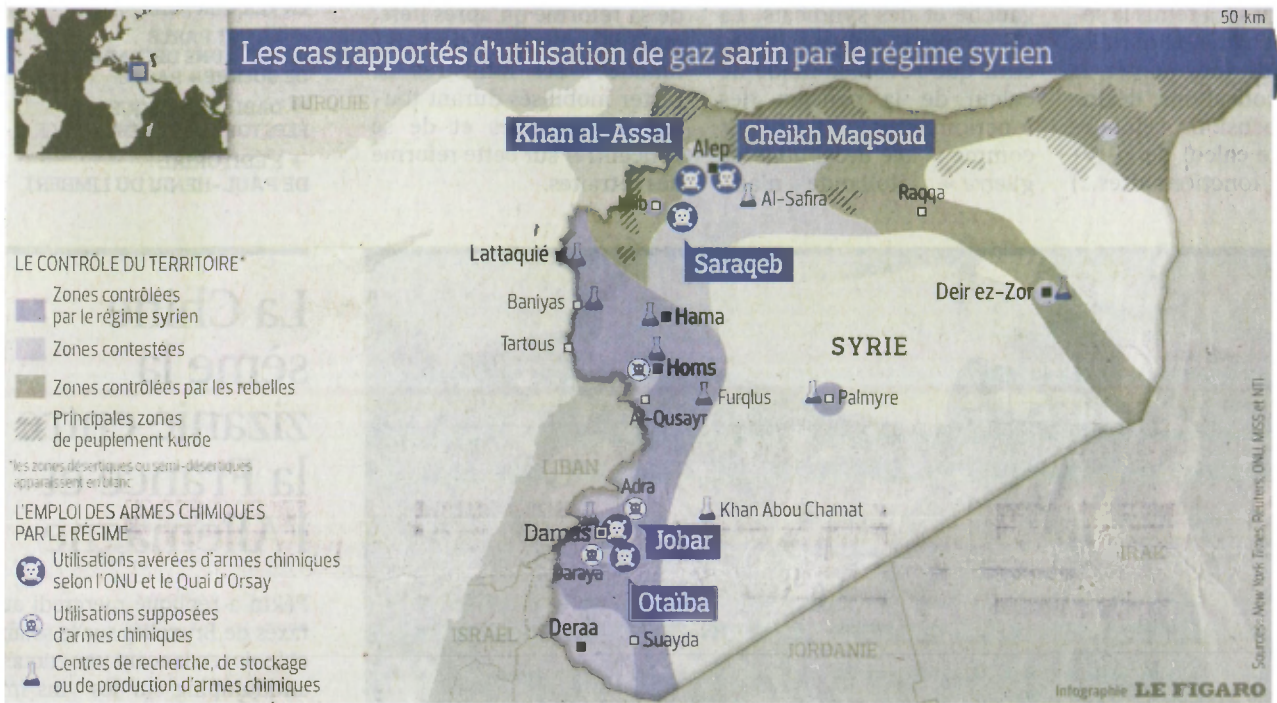 50 km
Les cas rapportés d'utilisation de gaz sarin par le régime syrien
TURQUIE
Khan al-Assal
Cheikh Maqsoud
Alep
Al-Safira
Raqqa
Saraqeb
Lattaquié
Deir ez-Zor
Baniyas
Hama
Tartous
SYRIE
Homs
Furqlus
Palmyre
Al-Qusayr
LIBAN
Adra
Khan Abou Chamat
Damas
Jobar
IRAK
Daraya
Otaïba
ISRAËL
Deraa
Suayda
JORDANIE
LE CONTRÔLE DU TERRITOIRE*
Zones contrôlées
par le régime syrien
Zones contestées
Zones contrôlées par les rebelles
Principales zones
de peuplement kurde
*les zones désertiques ou semi-désertiques
apparaissent en blanc
L'EMPLOI DES ARMES CHIMIQUES
PAR LE RÉGIME
Utilisations avérées d'armes chimiques
selon l'ONU et le Quai d'Orsay
Utilisations supposées
d'armes chimiques
Centres de recherche, de stockage
ou de production d'armes chimiques
Sources: New York Times, Reuters, ONU, MiSS et NTI
Infographie LE FIGARO